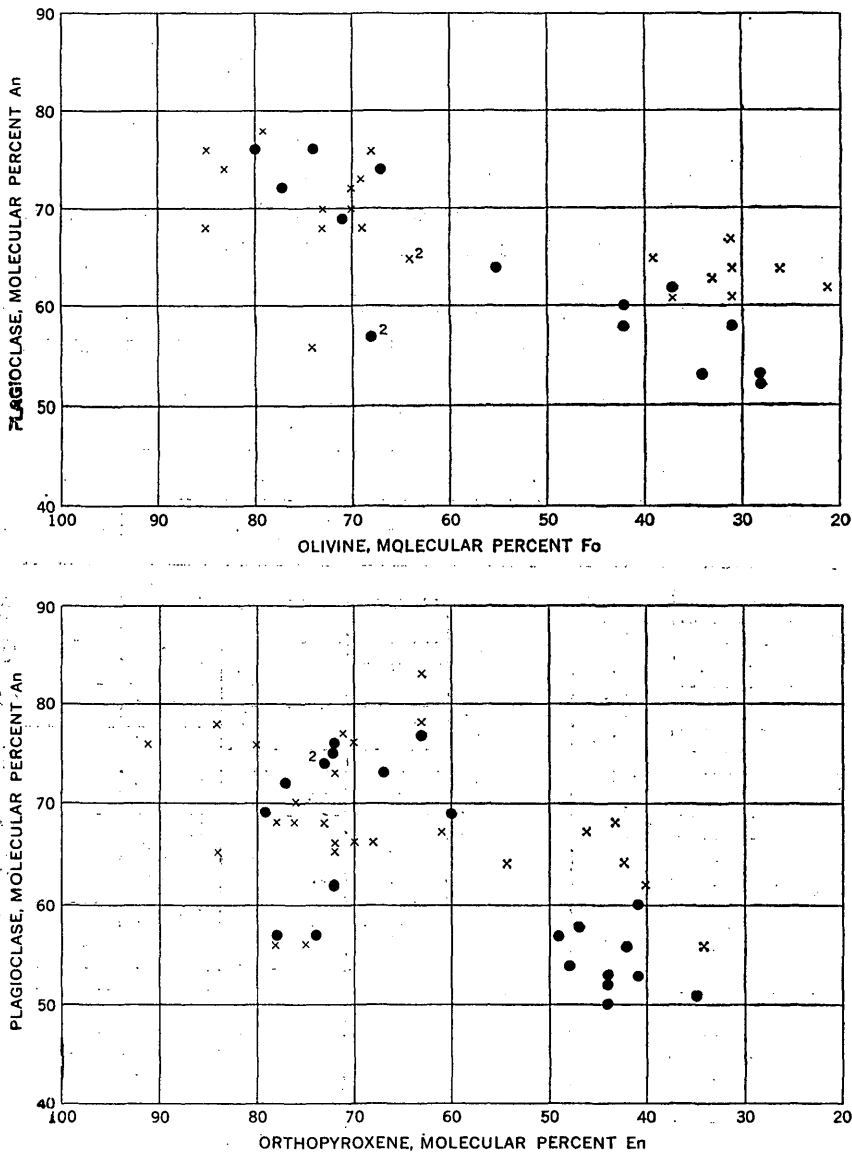 90
80
70
60
50
40
PLAGIOCLASE, MOLECULAR PERCENT An
2
2
100 90 80 70 60 50 40 30 20
OLIVINE, MOLECULAR PERCENT Fo
90
80
70
60
50
40
PLAGIOCLASE, MOLECULAR PERCENT An
2
100 90 80 70 60 50 40 30 20
ORTHOPYROXENE, MOLECULAR PERCENT En